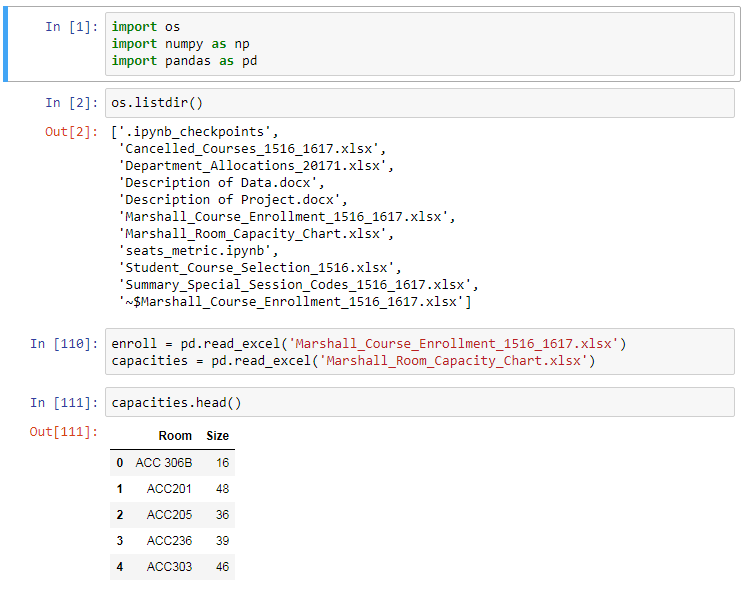 In [1]: import os
import numpy as np
import pandas as pd
In [2]: os.listdir()
Out[2]: ['.ipynb_checkpoints',
'Cancelled_Courses_1516_1617.xlsx',
'Department_Allocations_20171.xlsx',
'Description of Data.docx',
'Description of Project.docx',
'Marshall_Course_Enrollment_1516_1617.xlsx',
'Marshall_Room_Capacity_Chart.xlsx',
'seats_metric.ipynb',
'Student_Course_Selection_1516.xlsx',
'Summary_Special_Session_Codes_1516_1617.xlsx',
'~$Marshall_Course_Enrollment_1516_1617.xlsx']
In [110]: enroll = pd.read_excel('Marshall_Course_Enrollment_1516_1617.xlsx')
capacities = pd.read_excel('Marshall_Room_Capacity_Chart.xlsx')
In [111]: capacities.head()
Out[111]:
Room Size
0 ACC 306B 16
1 ACC201 48
2 ACC205 36
3 ACC236 39
4 ACC303 46